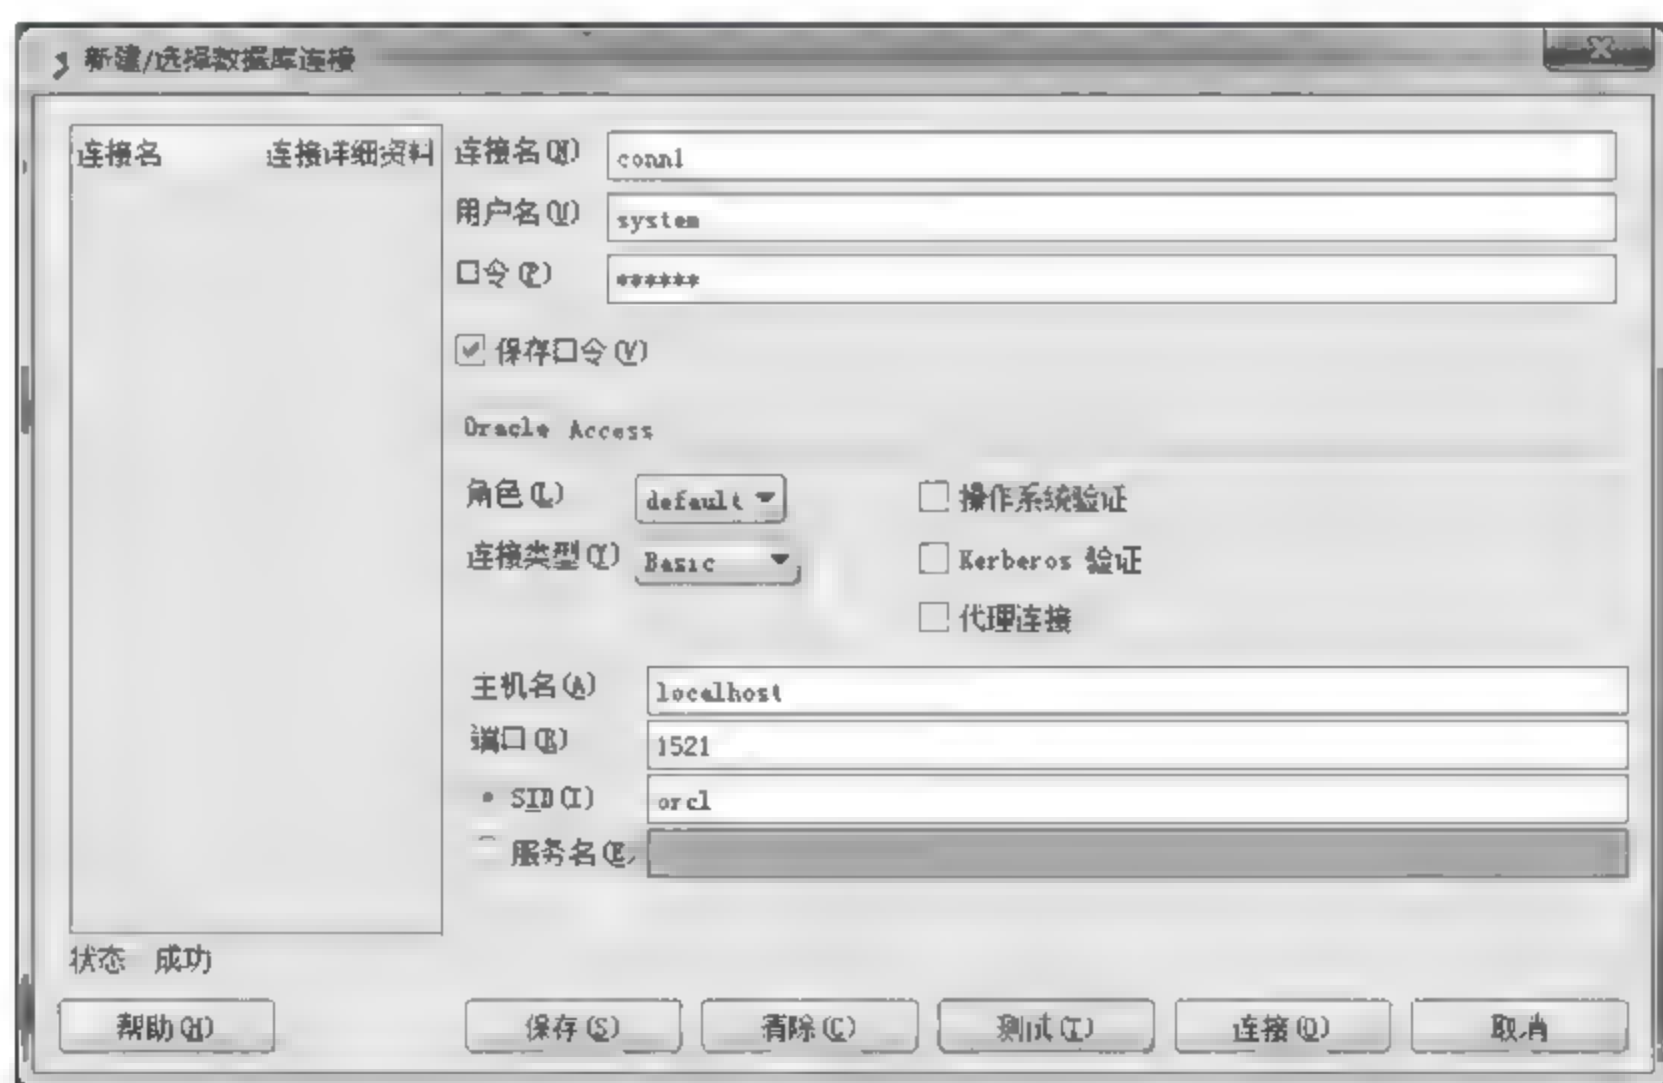 新建/选择数据库连接
连接名 连接详细资料
连接名(N) conn1
用户名(U) system
口令(P) ******
保存口令(V)
Oracle Access
角色(L) default 操作系统验证
连接类型(Y) Basic Kerberos 验证
代理连接
主机名(A) localhost
端口(R) 1521
SID(I) orcl
服务名(E)
状态 成功
帮助(H) 保存(S) 清除(C) 测试(T) 连接(O) 取消